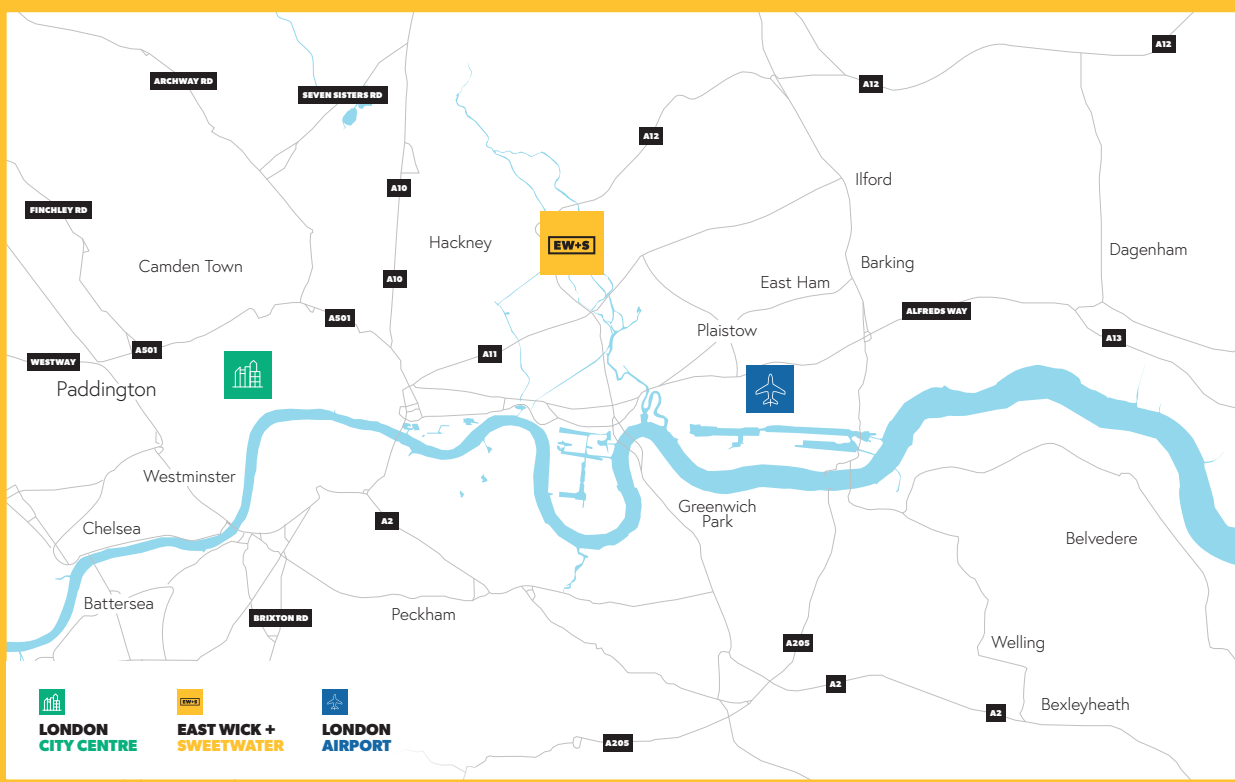 A12
ARCHWAY RD
A12
SEVEN SISTERS RD
A12
Ilford
A10
FINCHLEY RD
Hackney
EW+S
Dagenham
Camden Town
Barking
A10
East Ham
ALFREDS WAY
A501
Plaistow
A13
A501
A11
WESTWAY
Paddington
Westminster
Greenwich
Park
A2
Chelsea
Belvedere
Battersea
Peckham
BRIXTON RD
A205
Welling
A2
Bexleyheath
A2
A205
LONDON
CITY CENTRE
EW+S
EAST WICK +
SWEETWATER
LONDON
AIRPORT